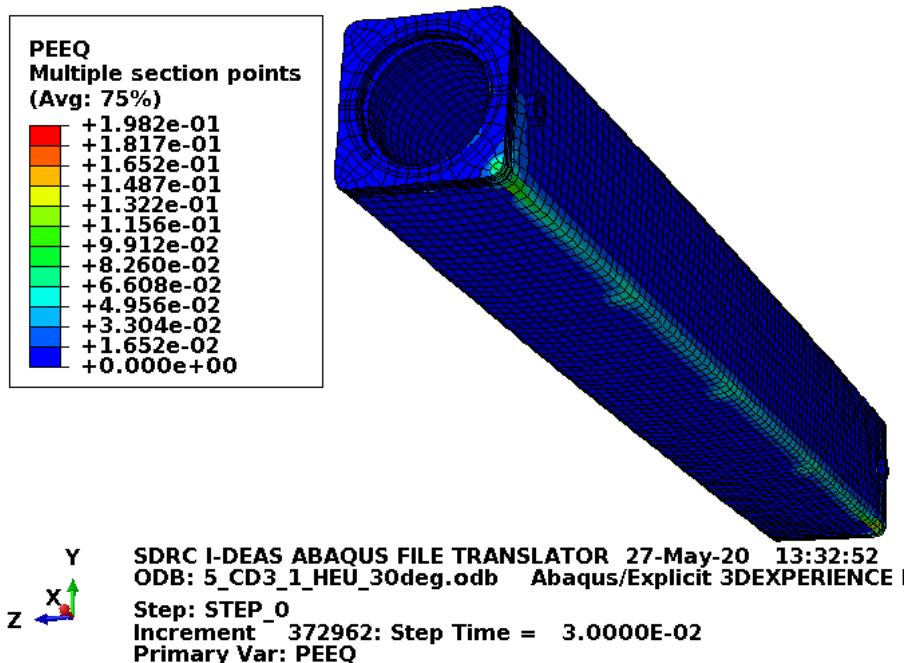 PEEQ
Multiple section points
(Avg: 75%)
+1.982e-01
+1.817e-01
+1.652e-01
+1.487e-01
+1.322e-01
+1.156e-01
+9.912e-02
+8.260e-02
+6.608e-02
+4.956e-02
+3.304e-02
+1.652e-02
+0.000e+00
Y
X
Z
SDRC I-DEAS ABAQUS FILE TRANSLATOR 27-May-20 13:32:52
ODB: 5_CD3_1_HEU_30deg.odb Abaqus/Explicit 3DEXPERIENCE
Step: STEP_0
Increment 372962: Step Time = 3.0000E-02
Primary Var: PEEQ